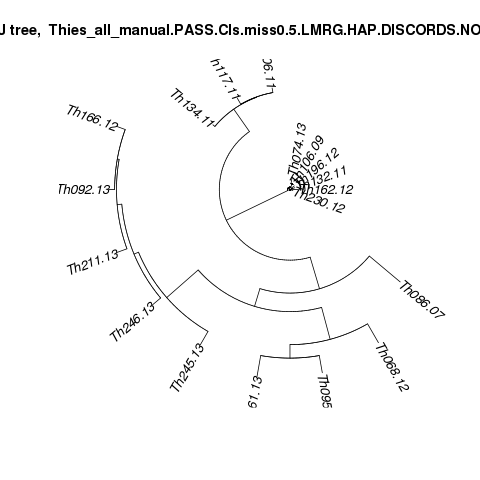 J tree, Thies_all_manual.PASS.Cls.miss0.5.LMRG.HAP.DISCORDS.NO
h117.11
06.11
Th134.11
Th166.12
Th074.13
Th106.09
Th196.12
Th132.11
Th162.12
Th230.12
Th092.13
Th211.13
Th246.13
Th245.13
61.13
Th095
Th068.12
Th086.07